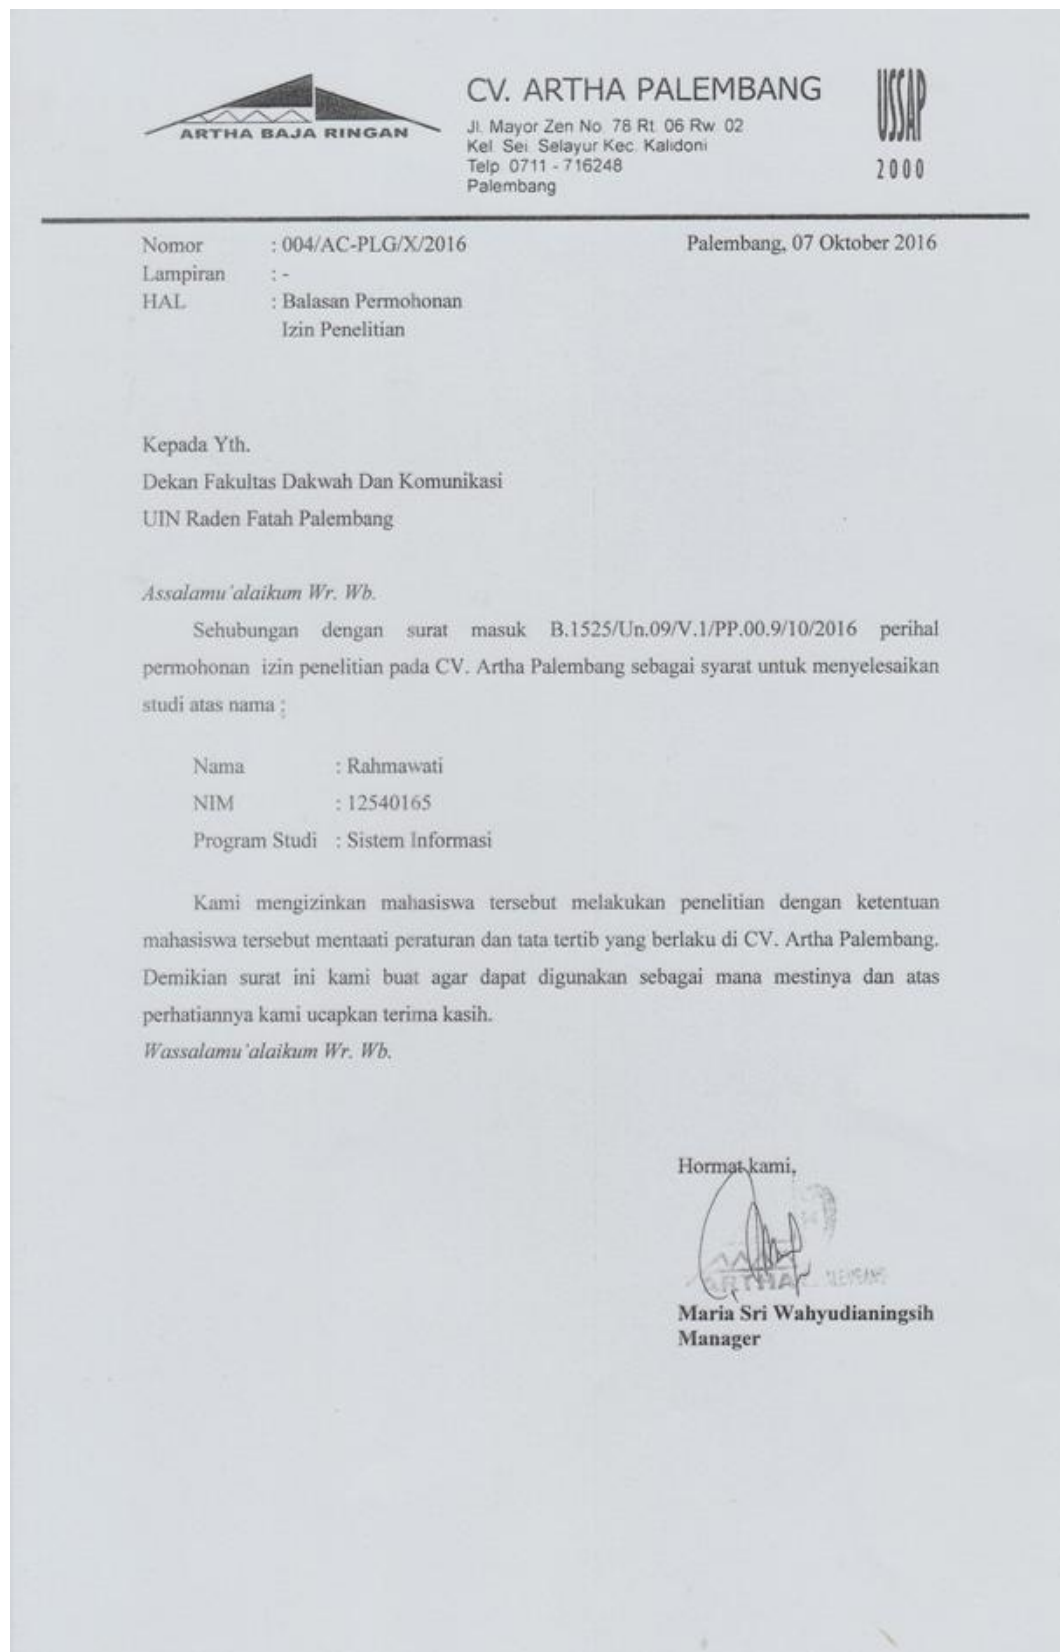 ARTHA BAJA RINGAN
CV. ARTHA PALEMBANG
Jl. Mayor Zen No. 78 Rt. 06 Rw. 02
Kel. Sei. Selayur Kec. Kalidoni
Telp. 0711 - 716248
Palembang
USSAP
2000
Nomor : 004/AC-PLG/X/2016 Palembang, 07 Oktober 2016
Lampiran : -
HAL : Balasan Permohonan
Izin Penelitian
Kepada Yth.
Dekan Fakultas Dakwah Dan Komunikasi
UIN Raden Fatah Palembang
Assalamu'alaikum Wr. Wb.
Sehubungan dengan surat masuk B.1525/Un.09/V.1/PP.00.9/10/2016 perihal
permohonan izin penelitian pada CV. Artha Palembang sebagai syarat untuk menyelesaikan
studi atas nama :
Nama : Rahmawati
NIM : 12540165
Program Studi : Sistem Informasi
Kami mengizinkan mahasiswa tersebut melakukan penelitian dengan ketentuan
mahasiswa tersebut mentaati peraturan dan tata tertib yang berlaku di CV. Artha Palembang.
Demikian surat ini kami buat agar dapat digunakan sebagai mana mestinya dan atas
perhatiannya kami ucapkan terima kasih.
Wassalamu'alaikum Wr. Wb.
Hormat kami,
ARTHA
Maria Sri Wahyudianingsih
Manager